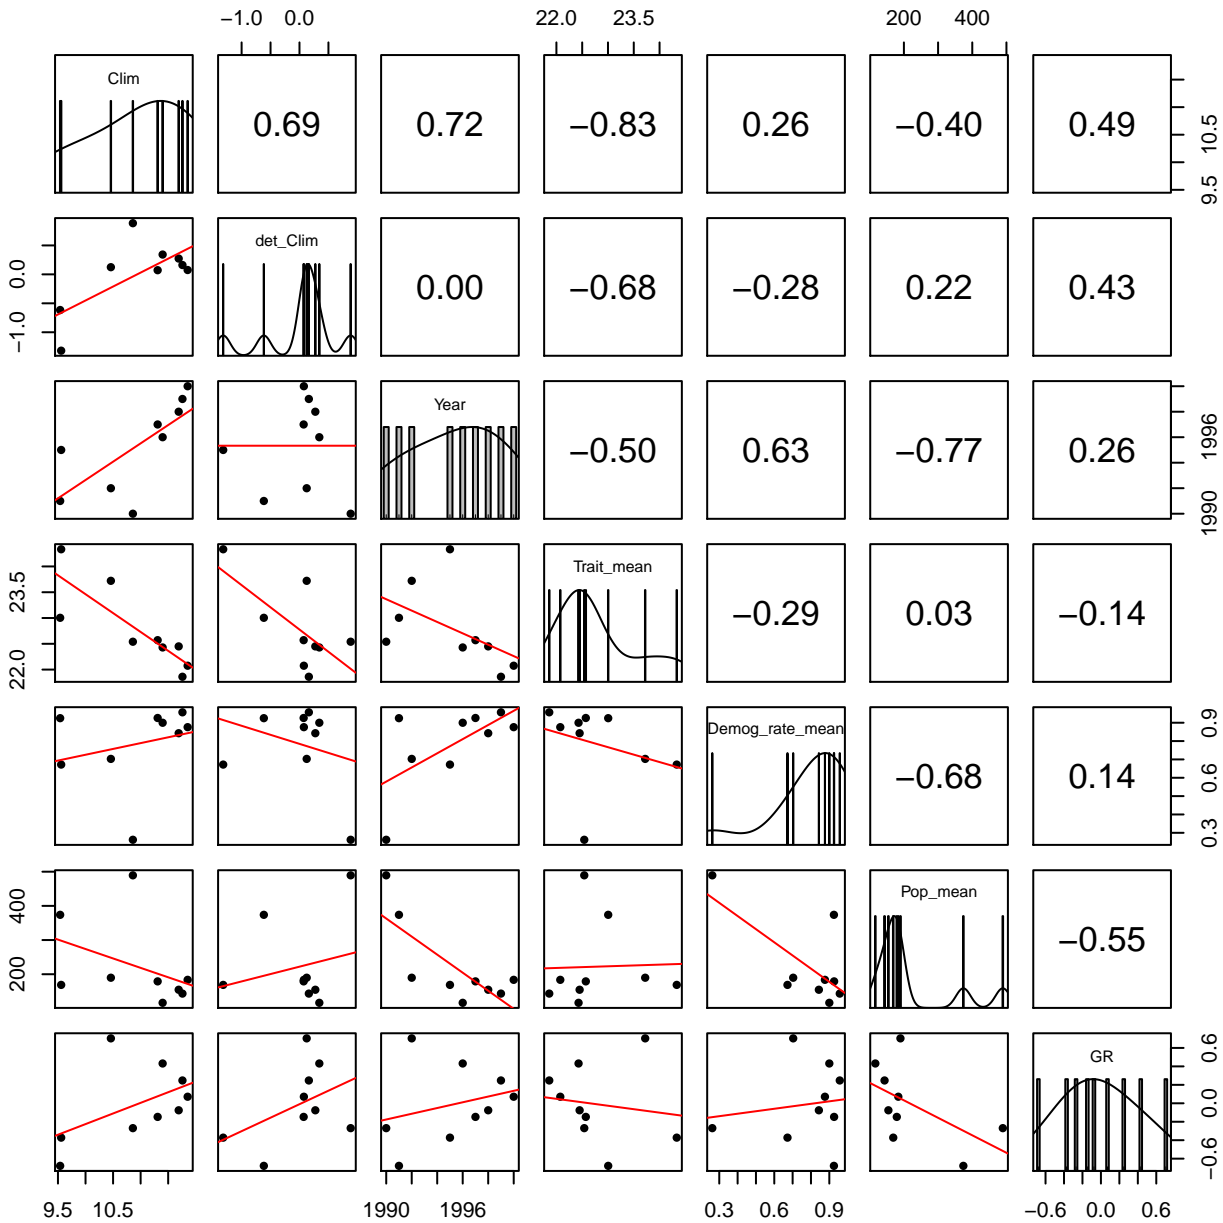 −1.0 0.0 22.0 23.5 200 400
Clim 0.69 0.72 −0.83 0.26 −0.40 0.49 9.5 10.5
−1.0 0.0 det_Clim 0.00 −0.68 −0.28 0.22 0.43
Year −0.50 0.63 −0.77 0.26 1990 1996
22.0 23.5 Trait_mean −0.29 0.03 −0.14
Demog_rate_mean −0.68 0.14 0.3 0.6 0.9
200 400 Pop_mean −0.55
GR −0.6 0.0 0.6
9.5 10.5 1990 1996 0.3 0.6 0.9 −0.6 0.0 0.6